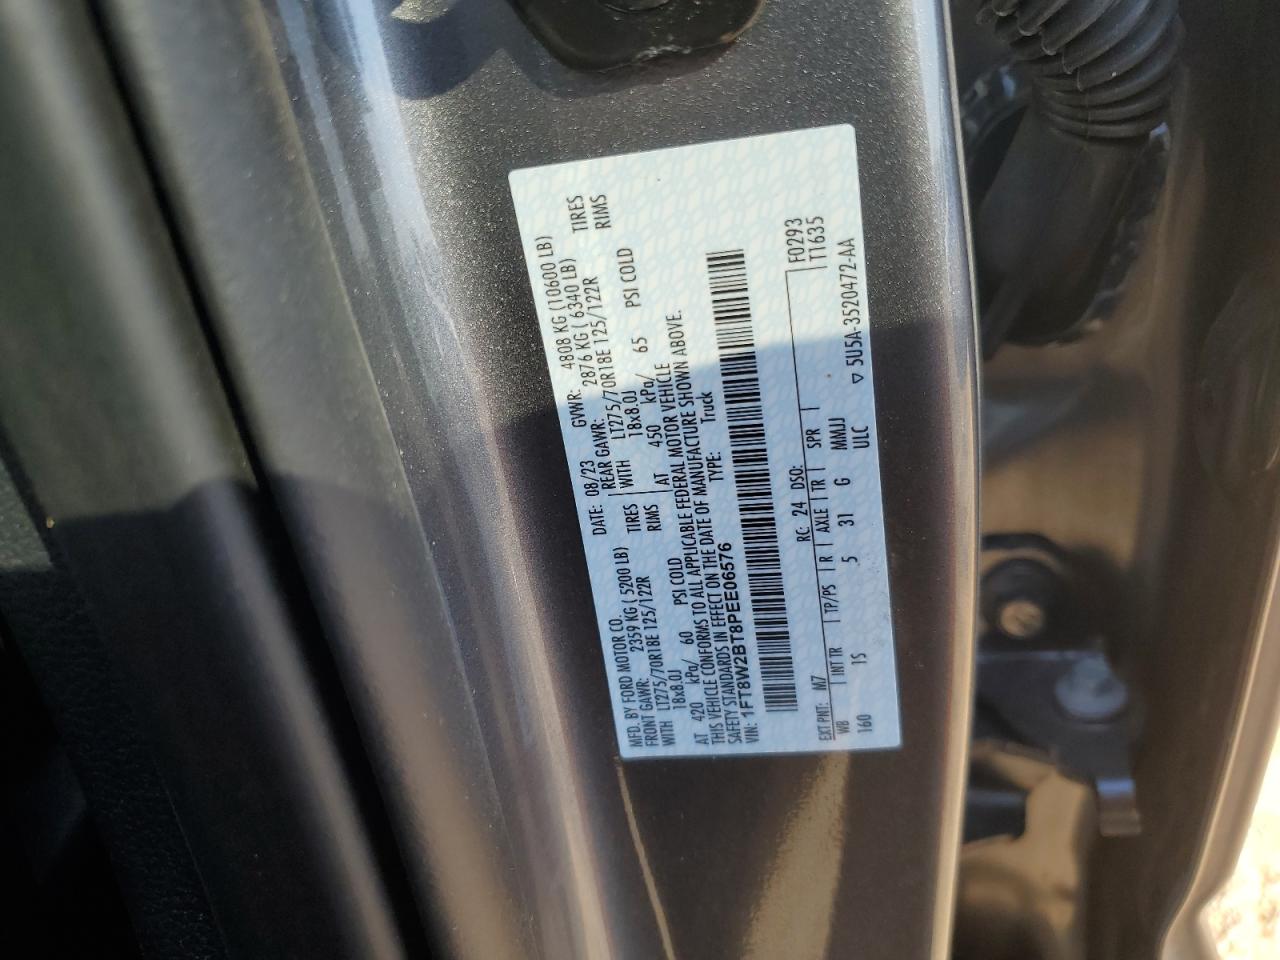 MFD. BY FORD MOTOR CO.
DATE: 08/23 GVWR: 4808 KG (10600 LB)
FRONT GAWR: 2359 KG ( 5200 LB) REAR GAWR: 2876 KG ( 6340 LB)
WITH LT275/70R18E 125/122R TIRES WITH LT275/70R18E 125/122R TIRES
18x8.0J RIMS 18x8.0J RIMS
AT 420 kPa/ 60 PSI COLD AT 450 kPa/ 65 PSI COLD
THIS VEHICLE CONFORMS TO ALL APPLICABLE FEDERAL MOTOR VEHICLE
SAFETY STANDARDS IN EFFECT ON THE DATE OF MANUFACTURE SHOWN ABOVE.
VIN: 1FT8W2BT8PEE06576 TYPE: Truck
F0293
T1635
EXT PNT: M7 RC: 24 DSO:
WB INT TR TP/PS R AXLE TR SPR
160 1S 5 31 G MMJJ
ULC
▽ 5U5A-3520472-AA